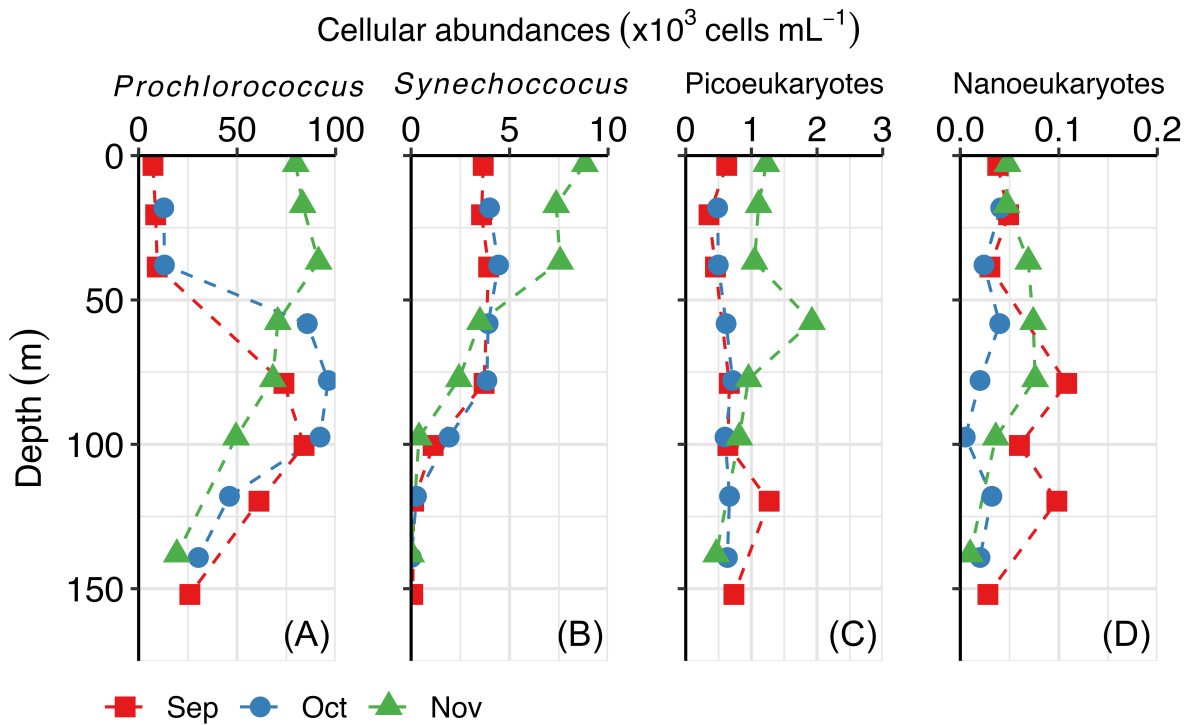 Cellular abundances (x10³ cells mL⁻¹)
Prochlorococcus Synechoccocus Picoeukaryotes Nanoeukaryotes
0 50 100 0 5 10 0 1 2 3 0.0 0.1 0.2
0
50
100
150
Depth (m)
(A) (B) (C) (D)
Sep Oct Nov